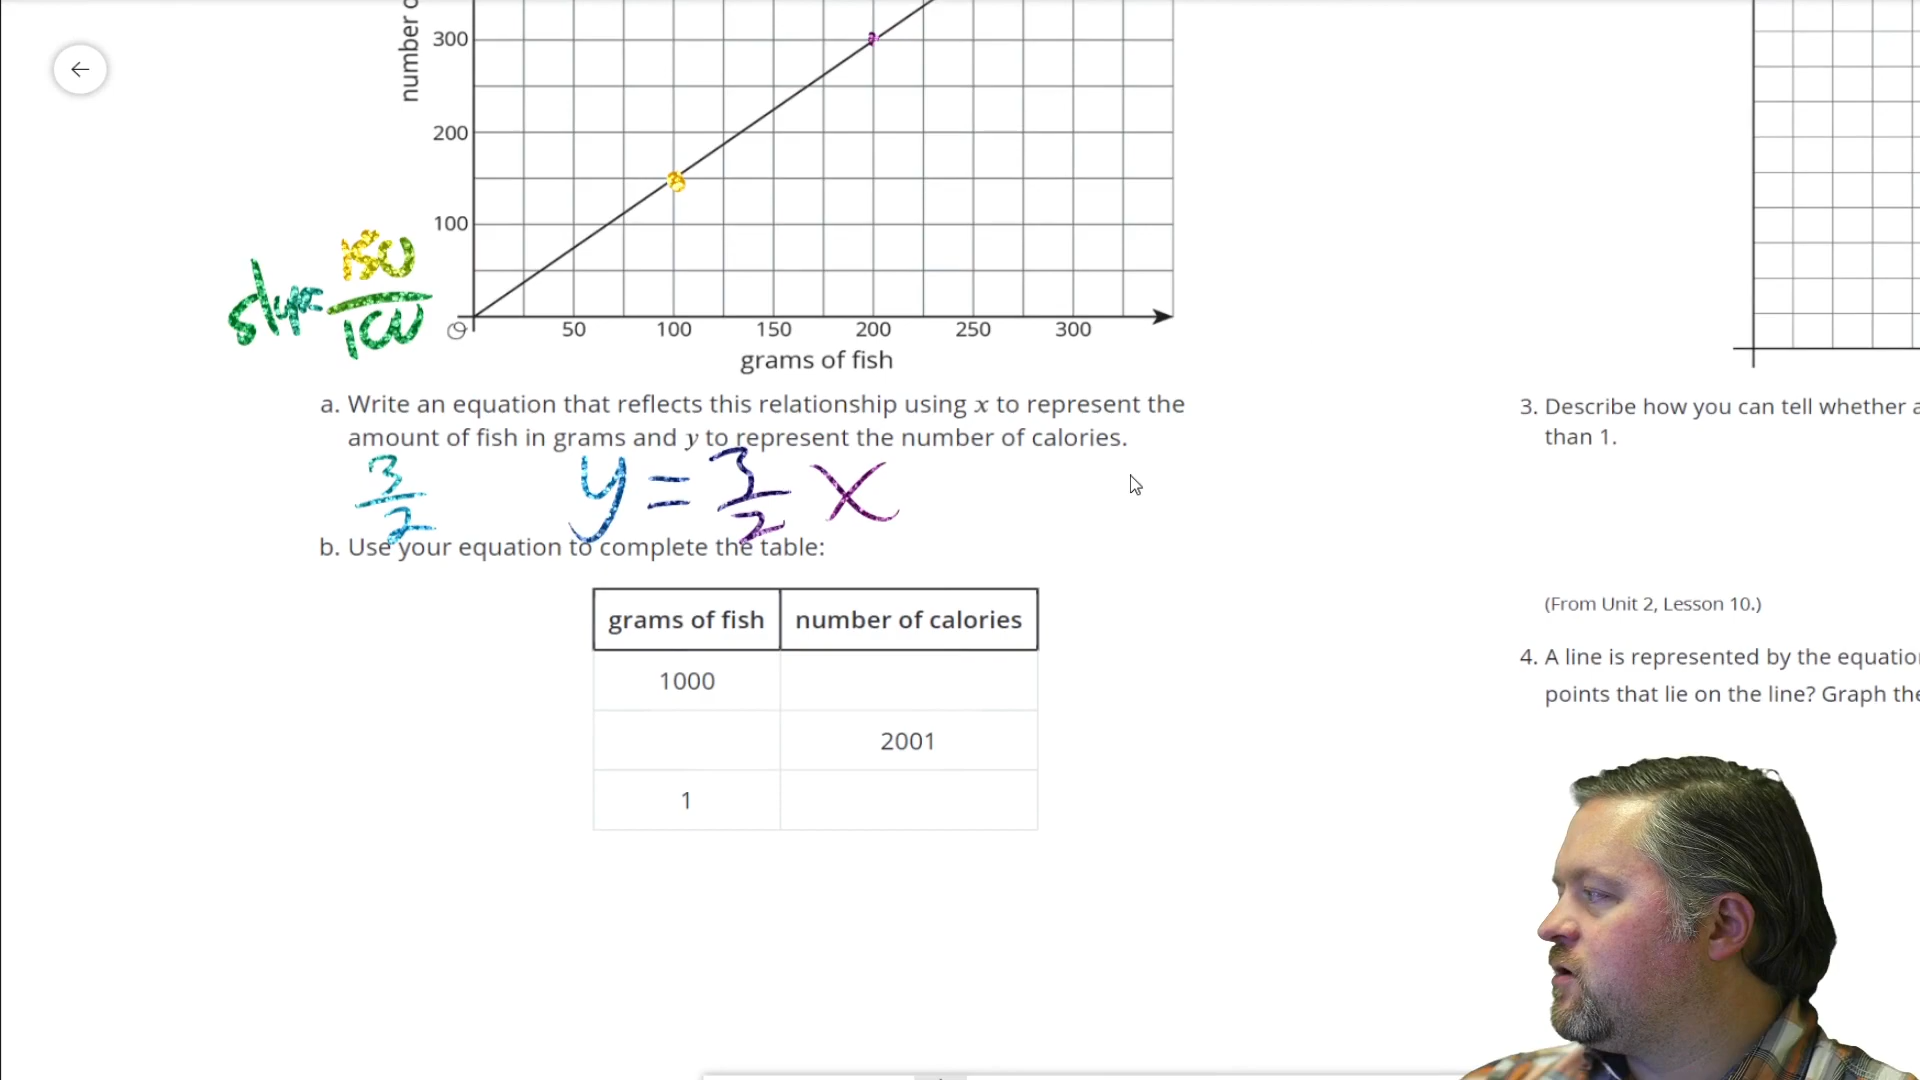 number
300
200
100
50 100 150 200 250 300
grams of fish
slope 150
100
a. Write an equation that reflects this relationship using x to represent the
amount of fish in grams and y to represent the number of calories.
3/2 y = 3/2 x
b. Use your equation to complete the table:
grams of fish number of calories
1000
2001
1
3. Describe how you can tell whether a
than 1.
(From Unit 2, Lesson 10.)
4. A line is represented by the equatio
points that lie on the line? Graph the